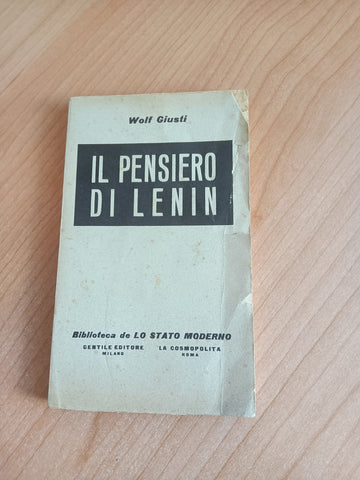 Wolf Giusti
IL PENSIERO
DI LENIN
Biblioteca de LO STATO MODERNO
GENTILE EDITORE LA COSMOPOLITA
MILANO ROMA